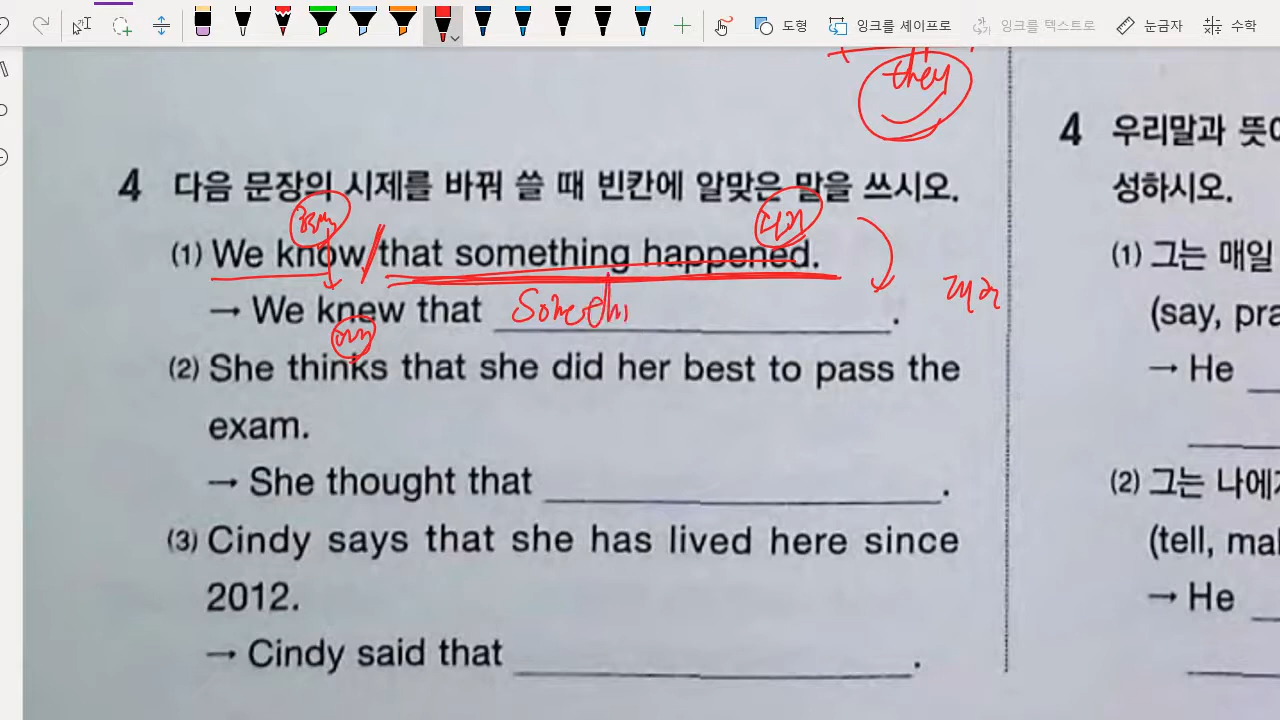 도형 잉크를 셰이프로 잉크를 텍스트로 눈금자 수학
they
4 다음 문장의 시제를 바꿔 쓸 때 빈칸에 알맞은 말을 쓰시오.
(1) We know / that something happened.
→ We knew that Somethi .
(2) She thinks that she did her best to pass the
exam.
→ She thought that .
(3) Cindy says that she has lived here since
2012.
→ Cindy said that .
4 우리말과 뜻이
성하시오.
(1) 그는 매일
(say, pra
→ He
(2) 그는 나에게
(tell, mak
→ He